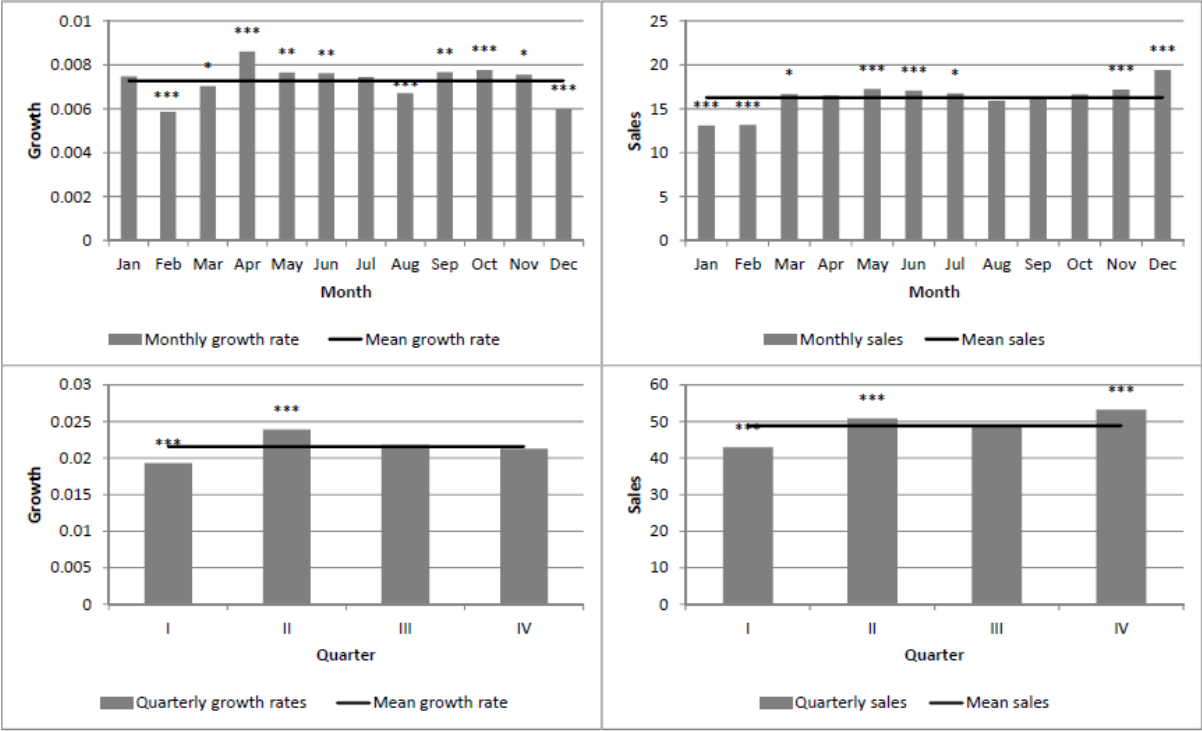 0.01
0.008
0.006
0.004
0.002
0
Growth
*** *** * *** ** ** *** ** *** * ***
Jan Feb Mar Apr May Jun Jul Aug Sep Oct Nov Dec
Month
Monthly growth rate Mean growth rate
25
20
15
10
5
0
Sales
*** *** * *** *** * *** ***
Jan Feb Mar Apr May Jun Jul Aug Sep Oct Nov Dec
Month
Monthly sales Mean sales
0.03
0.025
0.02
0.015
0.01
0.005
0
Growth
*** ***
I II III IV
Quarter
Quarterly growth rates Mean growth rate
60
50
40
30
20
10
0
Sales
*** *** ***
I II III IV
Quarter
Quarterly sales Mean sales